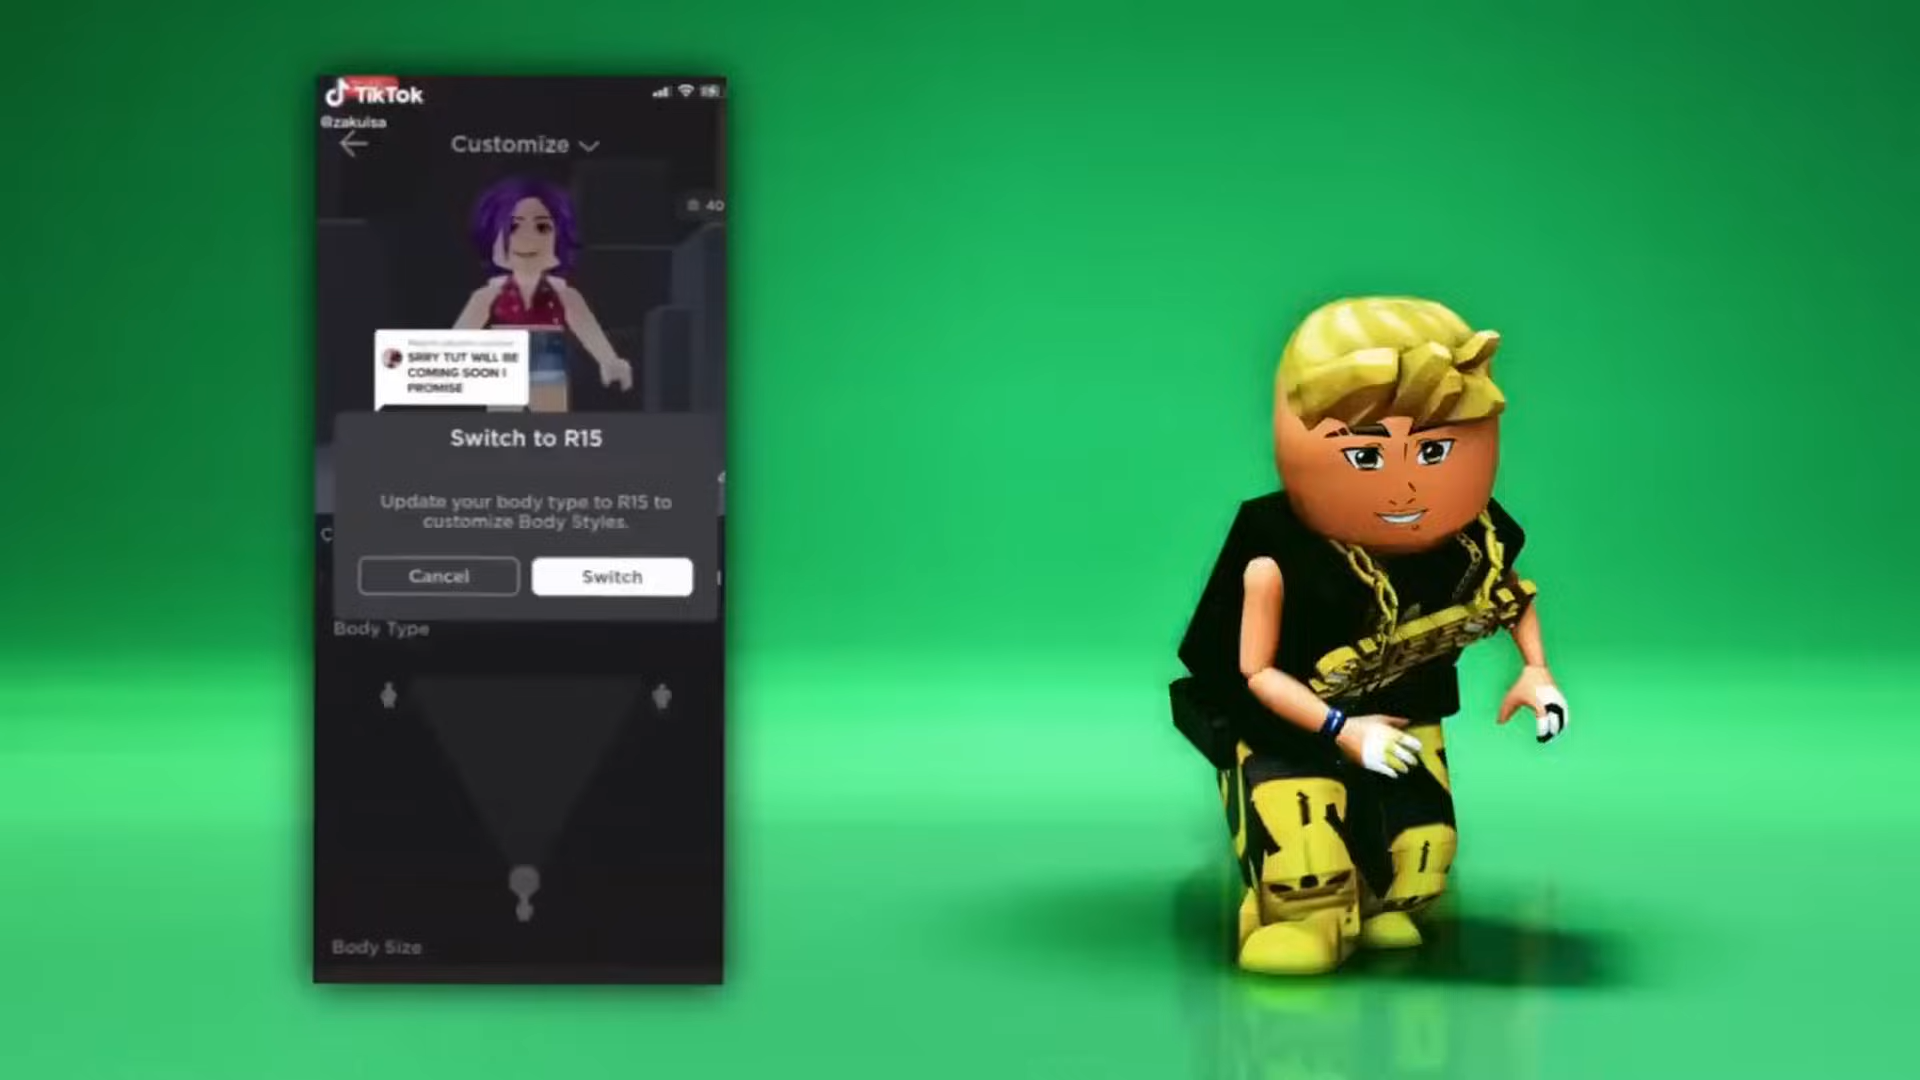 TikTok
@zakuisa
Customize
40
SRRY TUT WILL BE
COMING SOON I
PROMISE
Switch to R15
Update your body type to R15 to
customize Body Styles.
Cancel
Switch
Body Type
Body Size